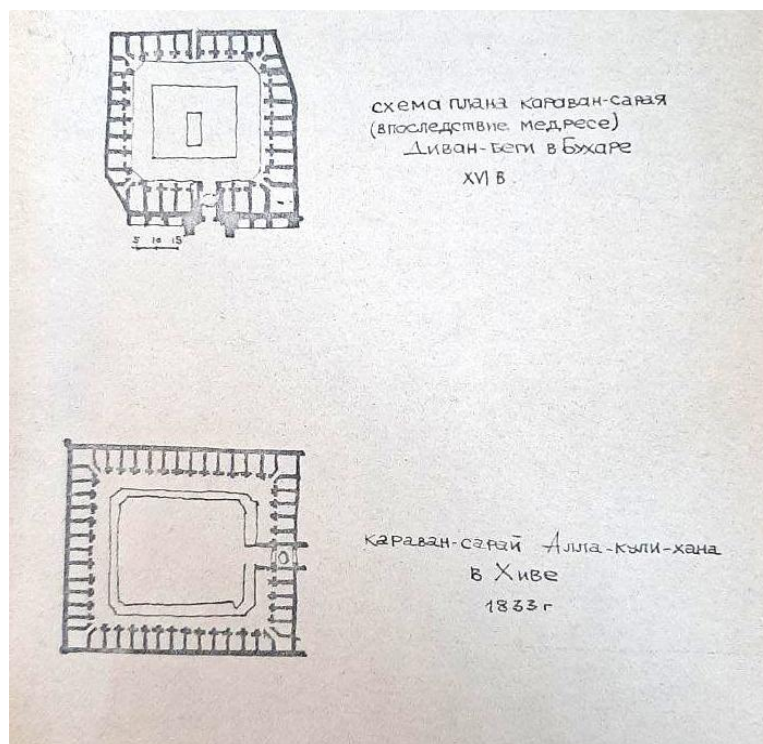 схема плана караван-сарая
(впоследствие медресе)
Диван-беги в Бухаре
XVI в.
5 10 15
караван-сарай Алла-кули-хана
в Хиве
1833 г